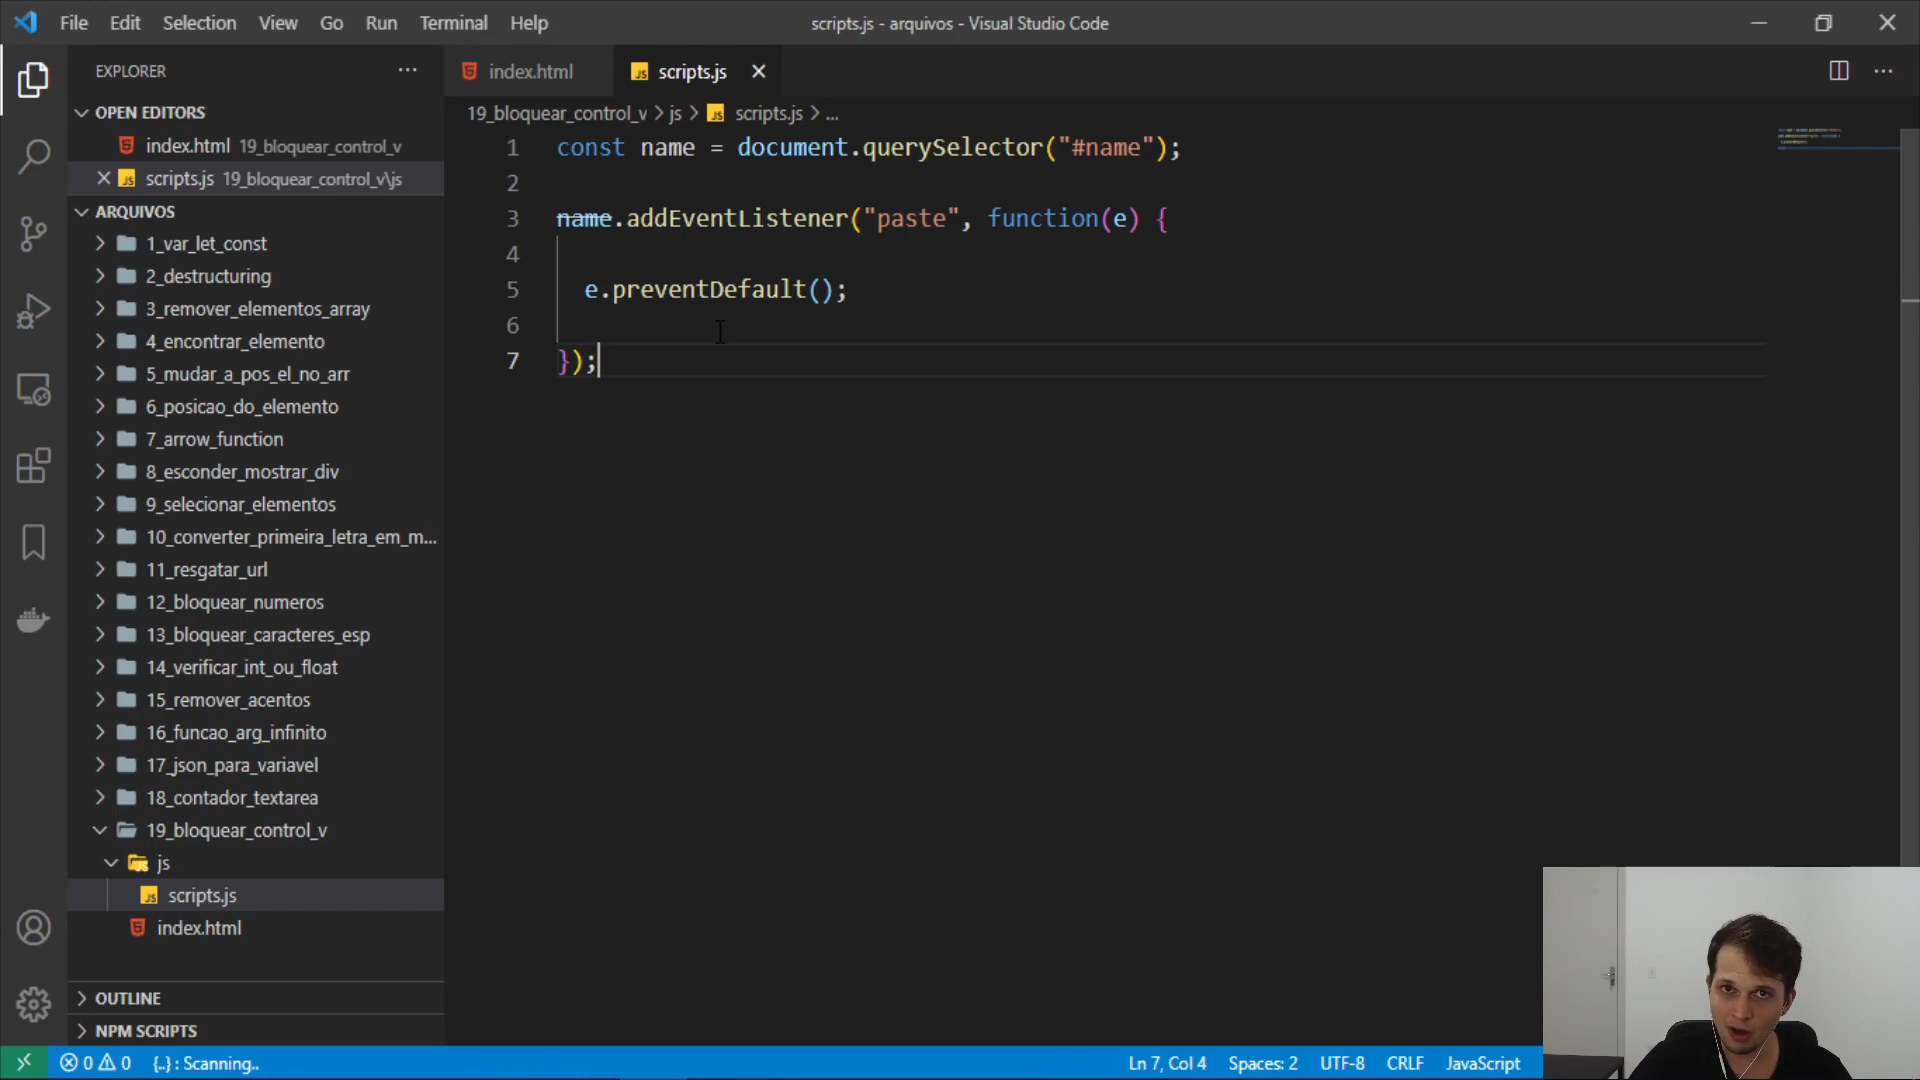 File Edit Selection View Go Run Terminal Help
scripts.js - arquivos - Visual Studio Code
EXPLORER
OPEN EDITORS
index.html 19_bloquear_control_v
scripts.js 19_bloquear_control_v\js
ARQUIVOS
1_var_let_const
2_destructuring
3_remover_elementos_array
4_encontrar_elemento
5_mudar_a_pos_el_no_arr
6_posicao_do_elemento
7_arrow_function
8_esconder_mostrar_div
9_selecionar_elementos
10_converter_primeira_letra_em_m...
11_resgatar_url
12_bloquear_numeros
13_bloquear_caracteres_esp
14_verificar_int_ou_float
15_remover_acentos
16_funcao_arg_infinito
17_json_para_variavel
18_contador_textarea
19_bloquear_control_v
js
scripts.js
index.html
OUTLINE
NPM SCRIPTS
index.html
scripts.js
19_bloquear_control_v > js > scripts.js > ...
1 const name = document.querySelector("#name");
2
3 name.addEventListener("paste", function(e) {
4
5 e.preventDefault();
6
7 });
0 0 {..} : Scanning..
Ln 7, Col 4 Spaces: 2 UTF-8 CRLF JavaScript